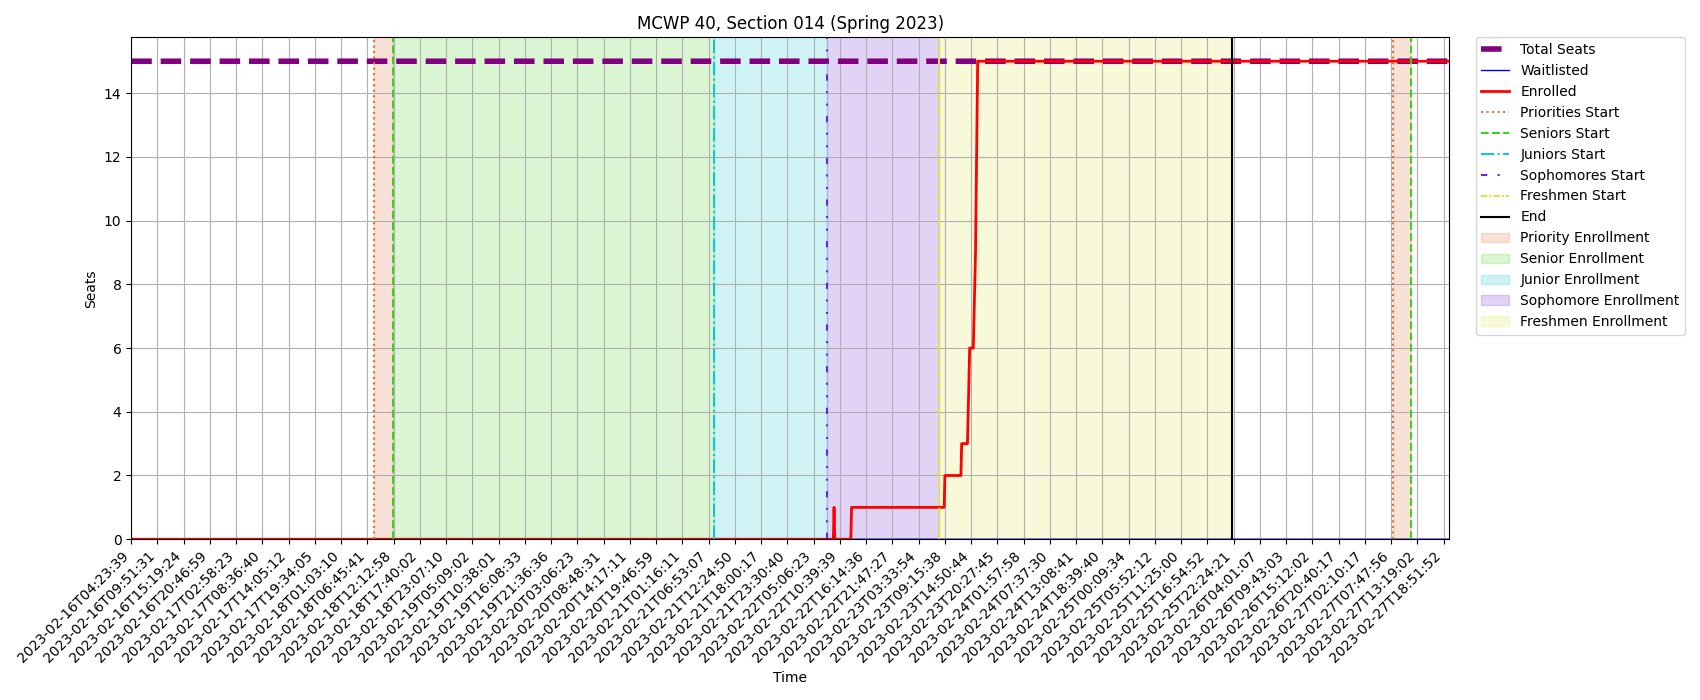 MCWP 40, Section 014 (Spring 2023)
Seats
14
12
10
8
6
4
2
0
2023-02-16T04:23:39
2023-02-16T09:51:31
2023-02-16T15:19:24
2023-02-16T20:46:59
2023-02-17T02:58:23
2023-02-17T08:36:40
2023-02-17T14:05:12
2023-02-17T19:34:05
2023-02-18T01:03:10
2023-02-18T06:45:41
2023-02-18T12:12:58
2023-02-18T17:40:02
2023-02-18T23:07:10
2023-02-19T05:09:02
2023-02-19T10:38:01
2023-02-19T16:08:33
2023-02-19T21:36:36
2023-02-20T03:06:23
2023-02-20T08:48:31
2023-02-20T14:17:11
2023-02-20T19:46:59
2023-02-21T01:16:11
2023-02-21T06:53:07
2023-02-21T12:24:50
2023-02-21T18:00:17
2023-02-21T23:30:40
2023-02-22T05:06:23
2023-02-22T10:39:39
2023-02-22T16:14:36
2023-02-22T21:47:27
2023-02-23T03:33:54
2023-02-23T09:15:38
2023-02-23T14:50:44
2023-02-23T20:27:45
2023-02-24T01:57:58
2023-02-24T07:37:30
2023-02-24T13:08:41
2023-02-24T18:39:40
2023-02-25T00:09:34
2023-02-25T05:52:12
2023-02-25T11:25:00
2023-02-25T16:54:52
2023-02-25T22:24:21
2023-02-26T04:01:07
2023-02-26T09:43:03
2023-02-26T15:12:02
2023-02-26T20:40:17
2023-02-27T02:10:17
2023-02-27T07:47:56
2023-02-27T13:19:02
2023-02-27T18:51:52
Time
Total Seats
Waitlisted
Enrolled
Priorities Start
Seniors Start
Juniors Start
Sophomores Start
Freshmen Start
End
Priority Enrollment
Senior Enrollment
Junior Enrollment
Sophomore Enrollment
Freshmen Enrollment